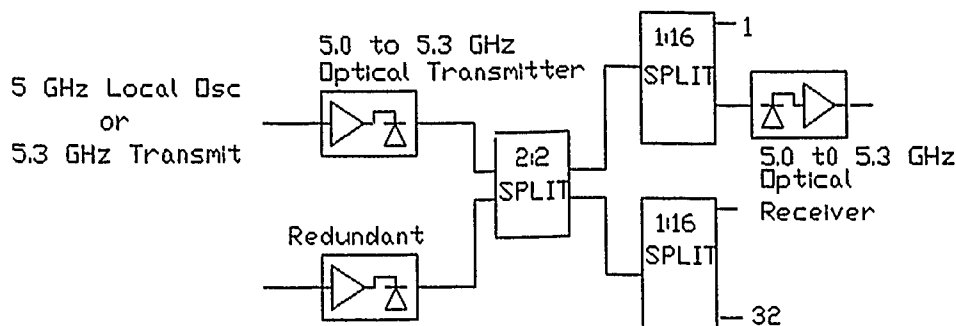 5 GHz Local Osc
or
5.3 GHz Transmit
5.0 to 5.3 GHz
Optical Transmitter
Redundant
2:2
SPLIT
1:16
SPLIT
1
5.0 t0 5.3 GHz
Optical
Receiver
1:16
SPLIT
32